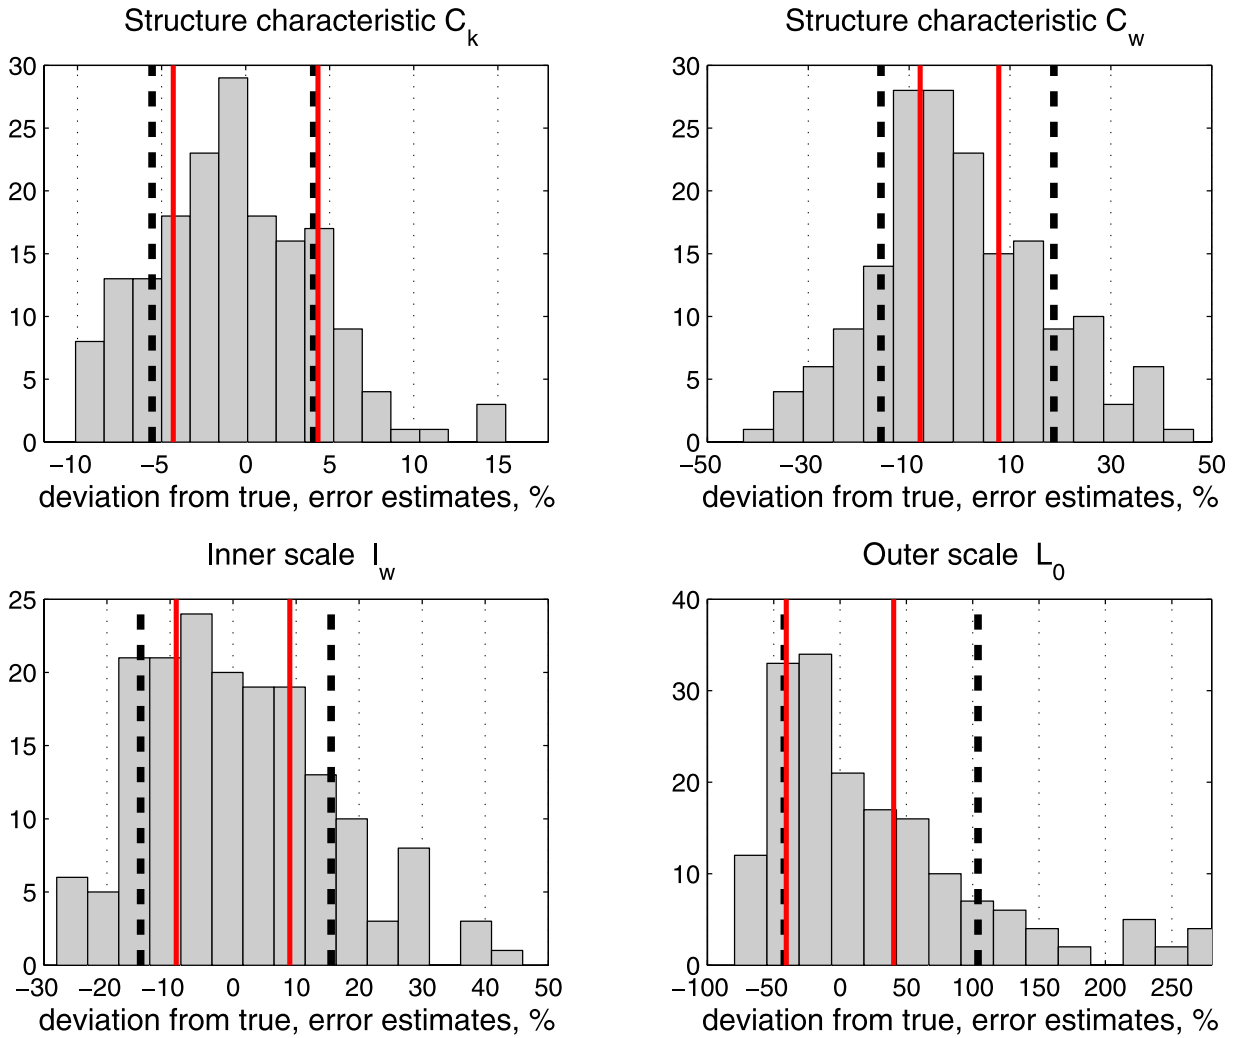 Structure characteristic C_k
30
25
20
15
10
5
0
−10 −5 0 5 10 15
deviation from true, error estimates, %
Structure characteristic C_w
30
25
20
15
10
5
0
−50 −30 −10 10 30 50
deviation from true, error estimates, %
Inner scale l_w
25
20
15
10
5
0
−30 −20 −10 0 10 20 30 40 50
deviation from true, error estimates, %
Outer scale L_0
40
30
20
10
0
−100 −50 0 50 100 150 200 250
deviation from true, error estimates, %